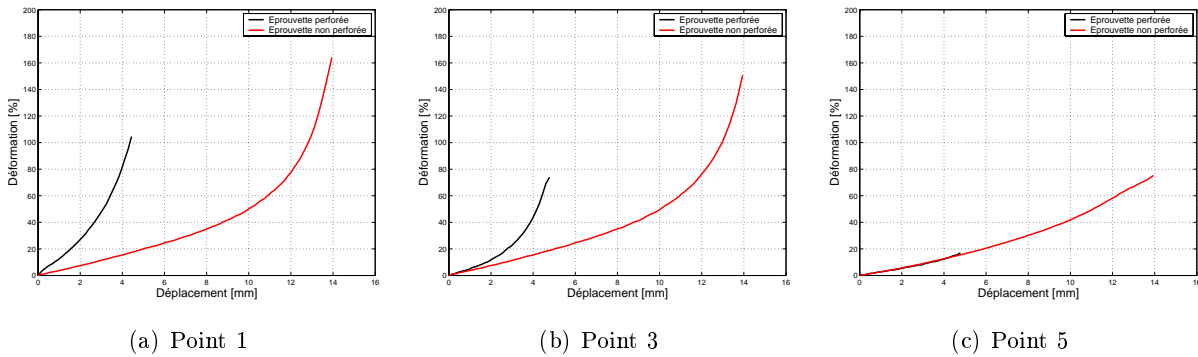 200
180
160
140
120
100
80
60
40
20
0
Déformation [%]
0 2 4 6 8 10 12 14 16
Déplacement [mm]
Eprouvette perforée
Eprouvette non perforée
(a) Point 1
200
180
160
140
120
100
80
60
40
20
0
Déformation [%]
0 2 4 6 8 10 12 14 16
Déplacement [mm]
Eprouvette perforée
Eprouvette non perforée
(b) Point 3
200
180
160
140
120
100
80
60
40
20
0
Déformation [%]
0 2 4 6 8 10 12 14 16
Déplacement [mm]
Eprouvette perforée
Eprouvette non perforée
(c) Point 5